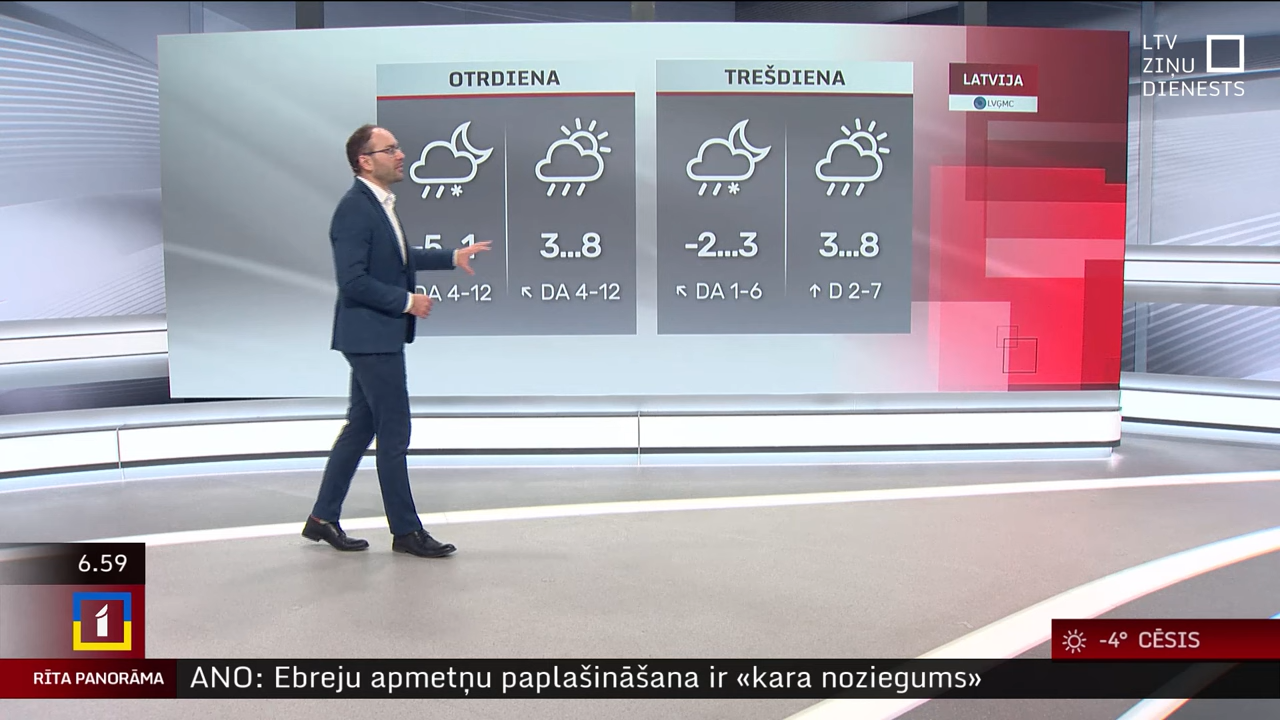 LTV
ZIŅU
DIENESTS
OTRDIENA
TREŠDIENA
LATVIJA
LVĢMC
3...8
-2...3
3...8
DA 4-12
DA 4-12
DA 1-6
D 2-7
6.59
1
-4° CĒSIS
RĪTA PANORĀMA
ANO: Ebreju apmetņu paplašināšana ir «kara noziegums»